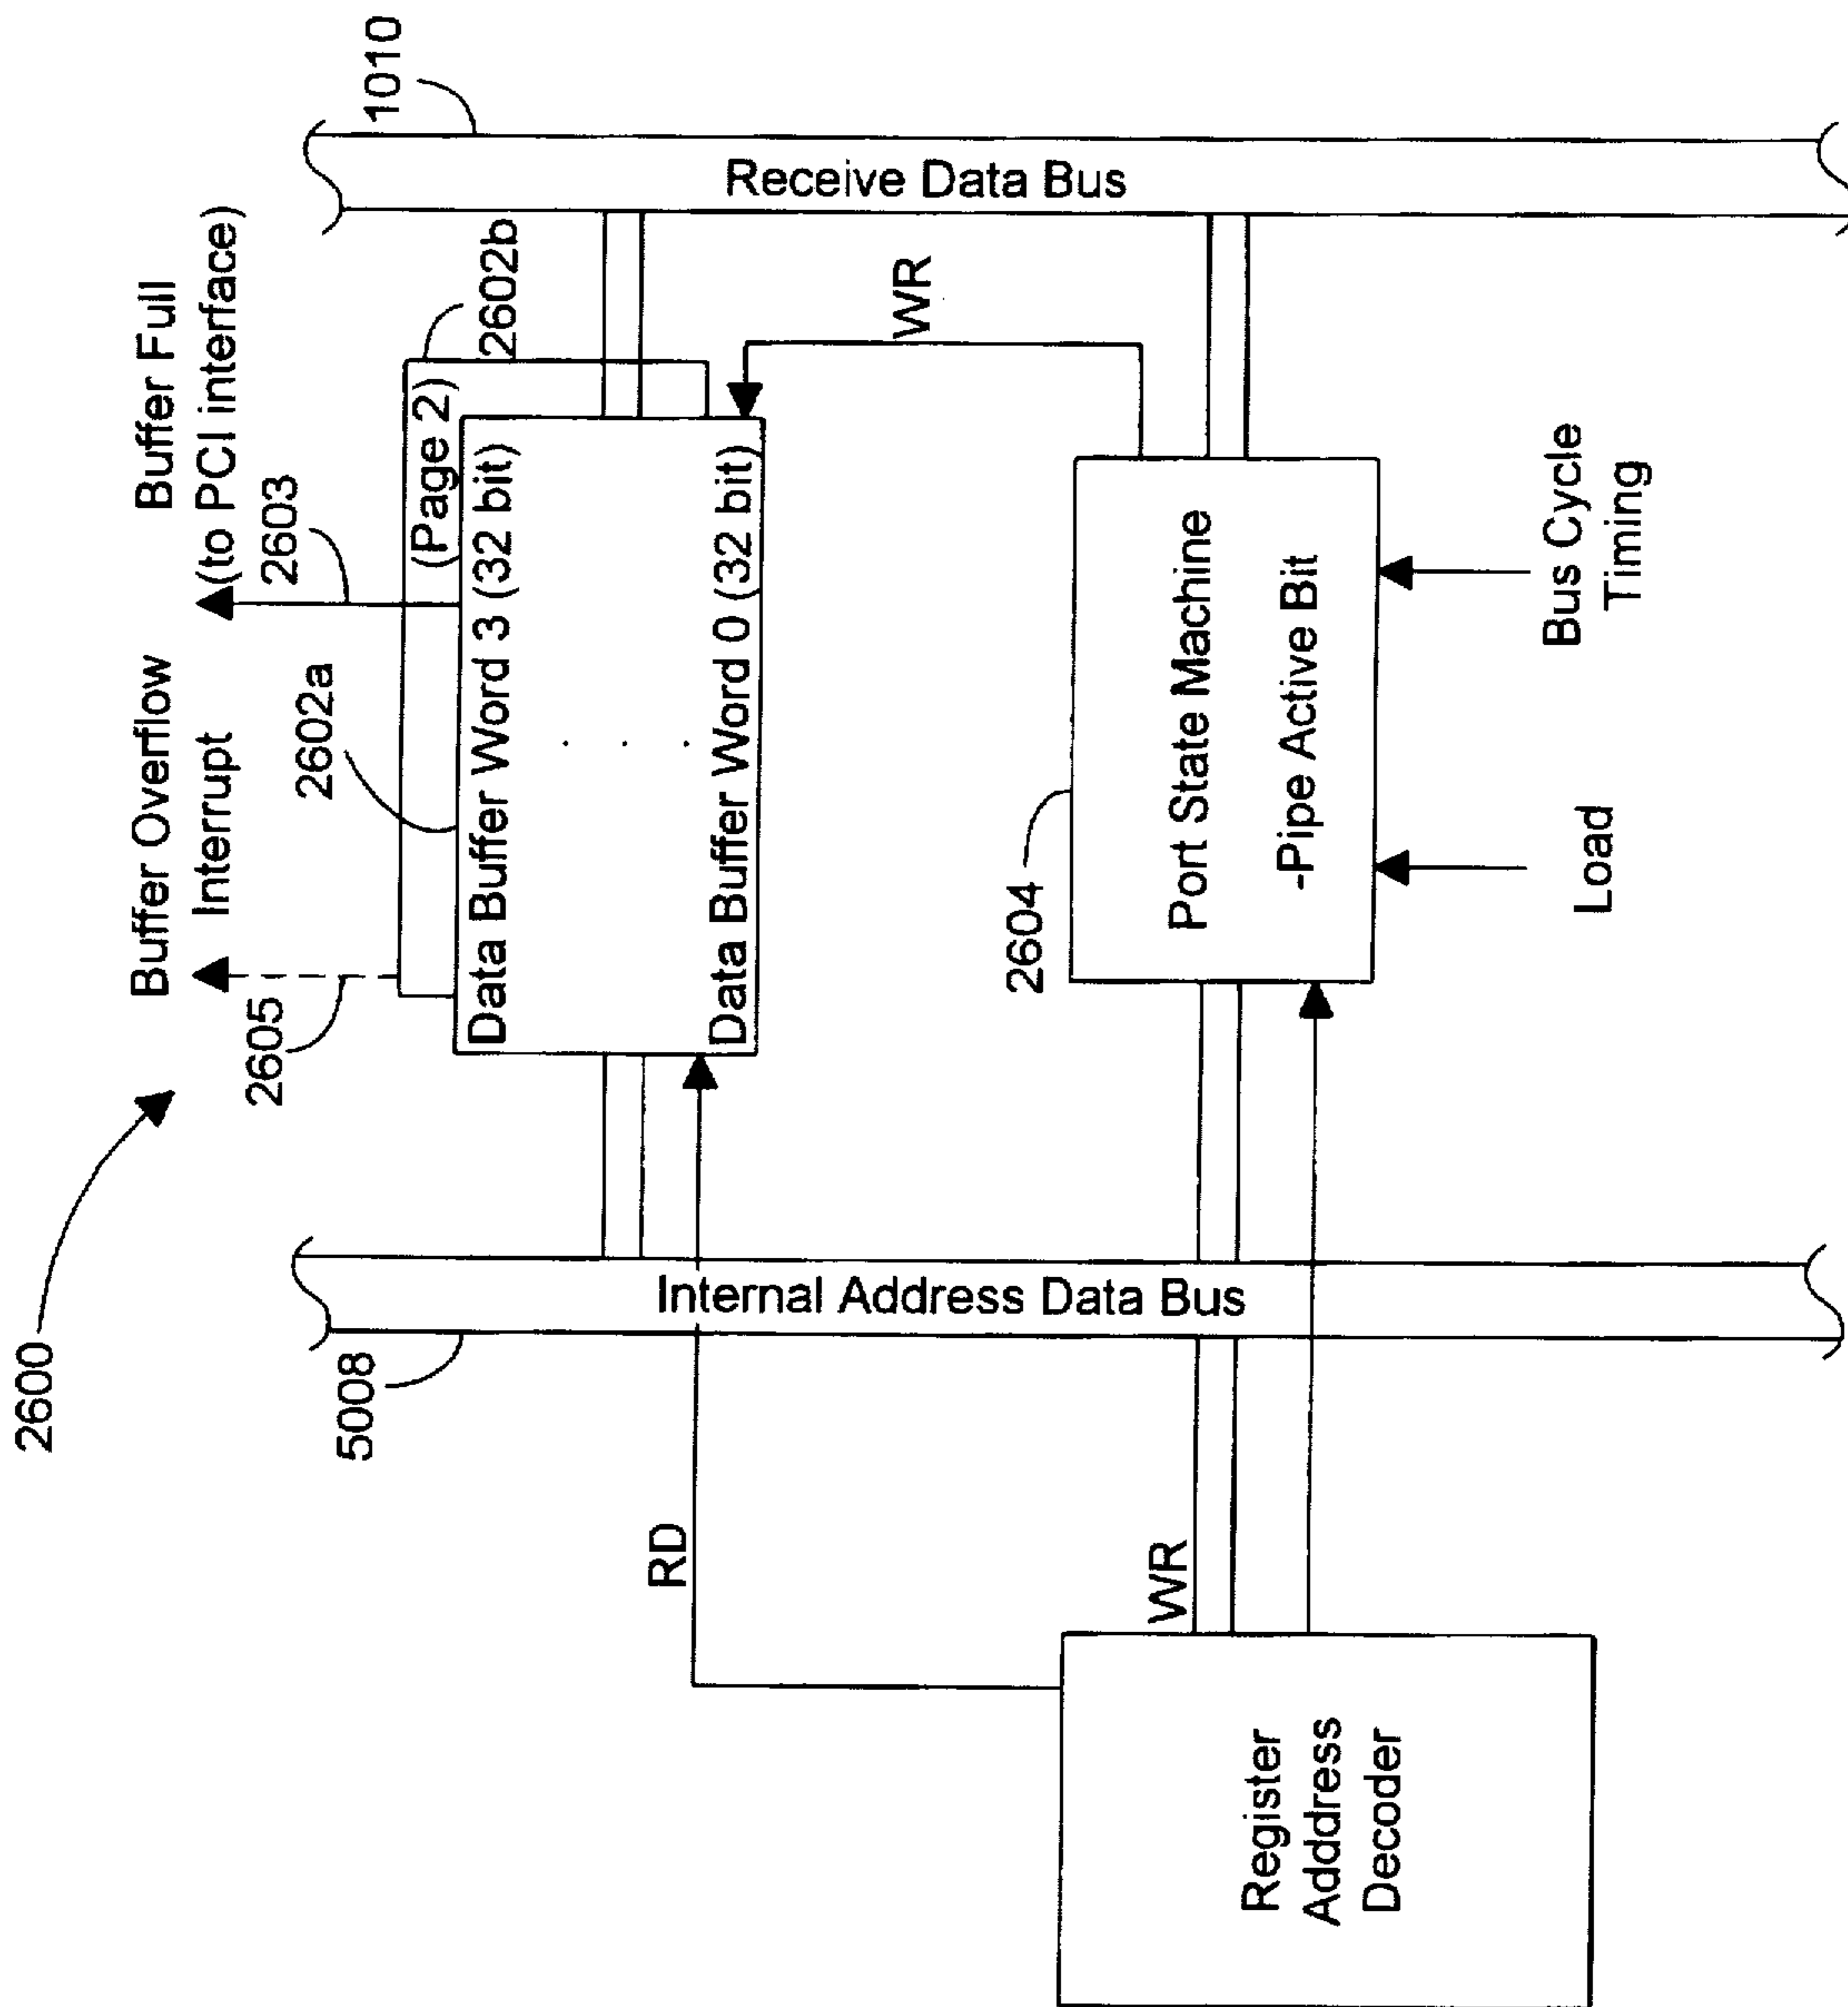 2600
2605
Buffer Overflow
Interrupt
2602a
2603
Buffer Full
(to PCI interface)
2602b
1010
5008
(Page 2)
Data Buffer Word 3 (32 bit)
. . .
Data Buffer Word 0 (32 bit)
RD
Internal Address Data Bus
Receive Data Bus
WR
2604
WR
Port State Machine
-Pipe Active Bit
Register
Adddress
Decoder
Load
Bus Cycle
Timing